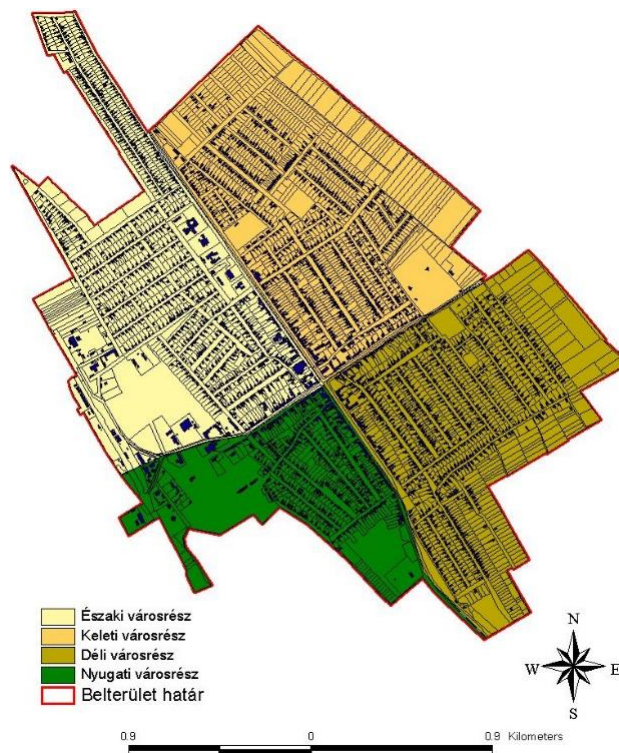 Északi városrész
Keleti városrész
Déli városrész
Nyugati városrész
Belterület határ
N
W E
S
0.9 0 0.9 Kilometers